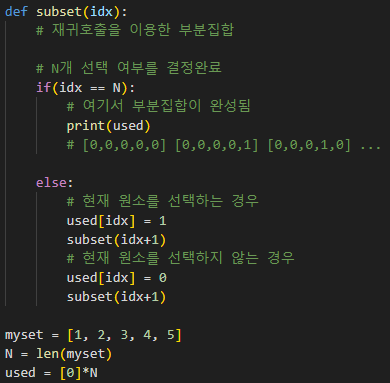 def subset(idx):
    # 재귀호출을 이용한 부분집합

    # N개 선택 여부를 결정완료
    if(idx == N):
        # 여기서 부분집합이 완성됨
        print(used)
        # [0,0,0,0,0] [0,0,0,0,1] [0,0,0,1,0] ...

    else:
        # 현재 원소를 선택하는 경우
        used[idx] = 1
        subset(idx+1)
        # 현재 원소를 선택하지 않는 경우
        used[idx] = 0
        subset(idx+1)

myset = [1, 2, 3, 4, 5]
N = len(myset)
used = [0]*N